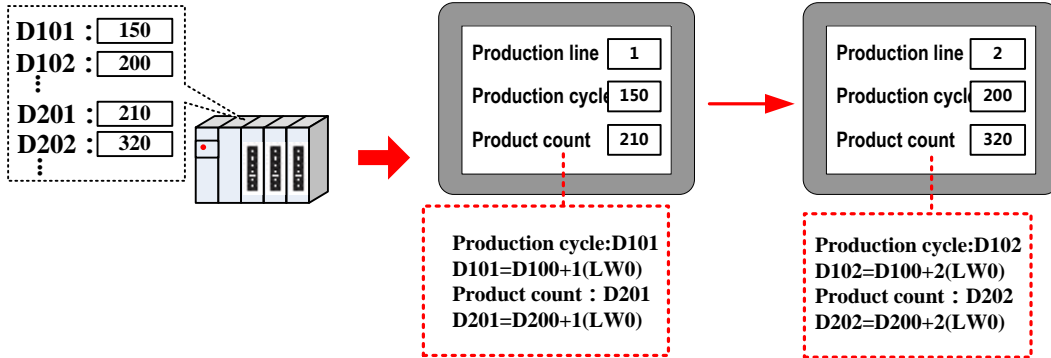 D101：150
D102：200
⋮
D201：210
D202：320
⋮
Production line 1
Production cycle 150
Product count 210
Production cycle:D101
D101=D100+1(LW0)
Product count：D201
D201=D200+1(LW0)
Production line 2
Production cycle 200
Product count 320
Production cycle:D102
D102=D100+2(LW0)
Product count：D202
D202=D200+2(LW0)